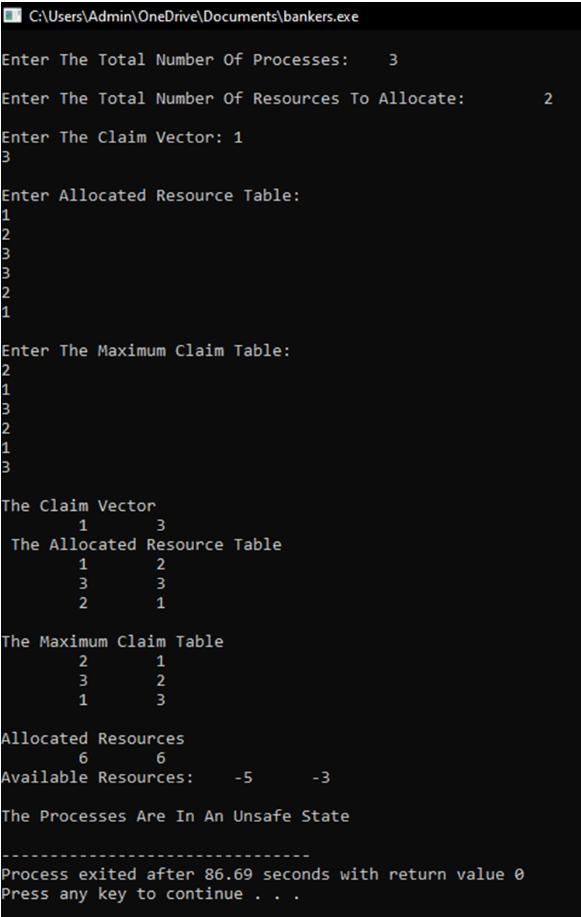 C:\Users\Admin\OneDrive\Documents\bankers.exe
Enter The Total Number Of Processes:    3
Enter The Total Number Of Resources To Allocate:        2
Enter The Claim Vector: 1
3
Enter Allocated Resource Table:
1
2
3
3
2
1
Enter The Maximum Claim Table:
2
1
3
2
1
3
The Claim Vector
        1       3
 The Allocated Resource Table
        1       2
        3       3
        2       1
The Maximum Claim Table
        2       1
        3       2
        1       3
Allocated Resources
        6       6
Available Resources:    -5      -3
The Processes Are In An Unsafe State
--------------------------------
Process exited after 86.69 seconds with return value 0
Press any key to continue . . .